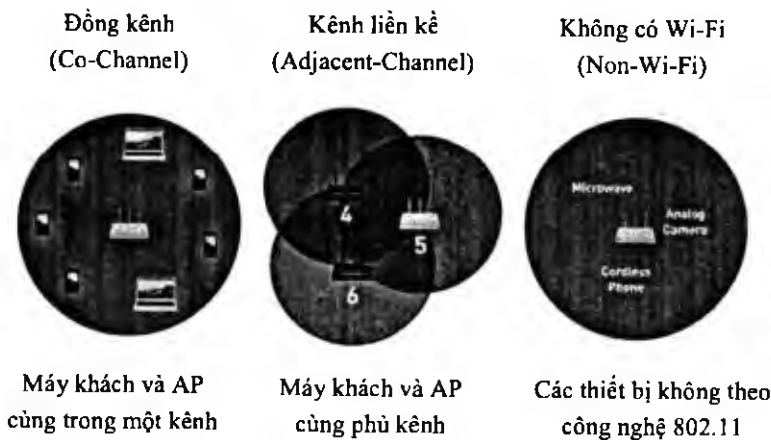 Đồng kênh
(Co-Channel)
Kênh liền kề
(Adjacent-Channel)
Không có Wi-Fi
(Non-Wi-Fi)
4
5
6
Microwave
Analog
Camera
Cordless
Phone
Máy khách và AP
cùng trong một kênh
Máy khách và AP
cùng phủ kênh
Các thiết bị không theo
công nghệ 802.11